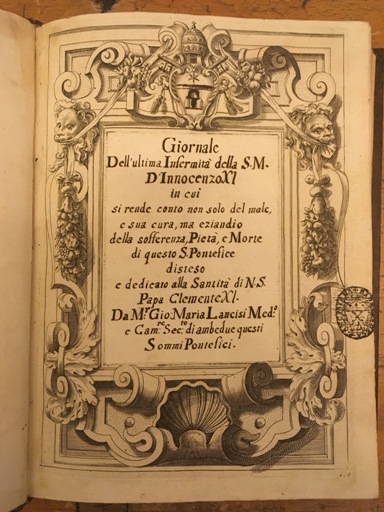 Giornale
Dell'ultima Infermità della S.M.
D'Innocenzo XI
in cui
si rende conto non solo del male,
e sua cura, ma eziandio
della sofferenza, Pietà, e Morte
di questo S. Pontefice
disteso
e dedicato alla Santità di N.S.
Papa Clemente XI.
Da Mr. Gio: Maria Lancisi Med.º
e Cam.re Sec.to di ambedue questi
Sommi Pontefici.